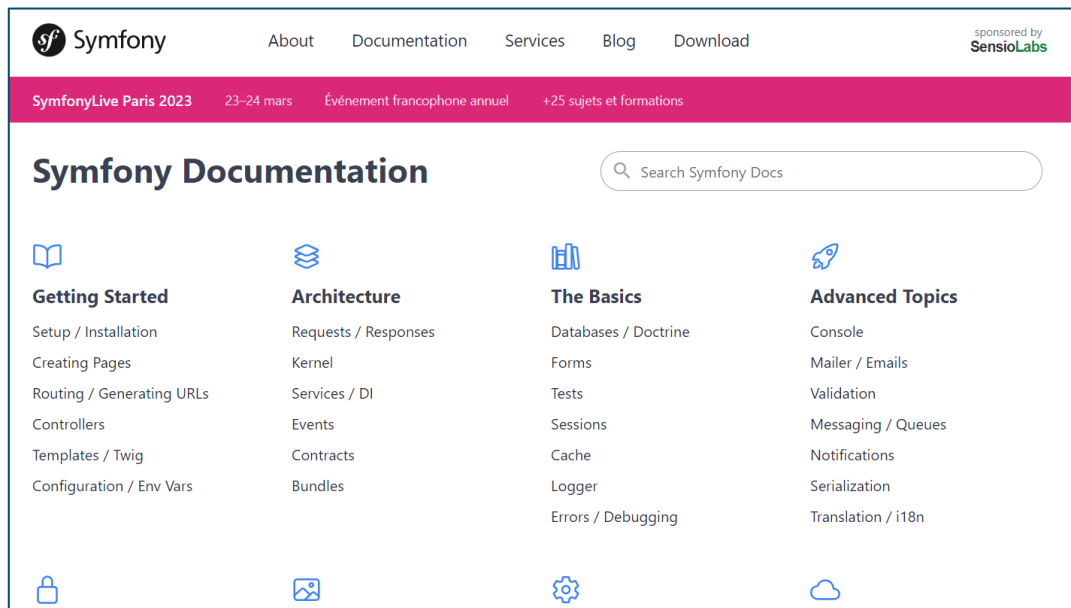 sf Symfony
About Documentation Services Blog Download
sponsored by
SensioLabs
SymfonyLive Paris 2023 23–24 mars Événement francophone annuel +25 sujets et formations
Symfony Documentation
Search Symfony Docs
Getting Started
Setup / Installation
Creating Pages
Routing / Generating URLs
Controllers
Templates / Twig
Configuration / Env Vars
Architecture
Requests / Responses
Kernel
Services / DI
Events
Contracts
Bundles
The Basics
Databases / Doctrine
Forms
Tests
Sessions
Cache
Logger
Errors / Debugging
Advanced Topics
Console
Mailer / Emails
Validation
Messaging / Queues
Notifications
Serialization
Translation / i18n